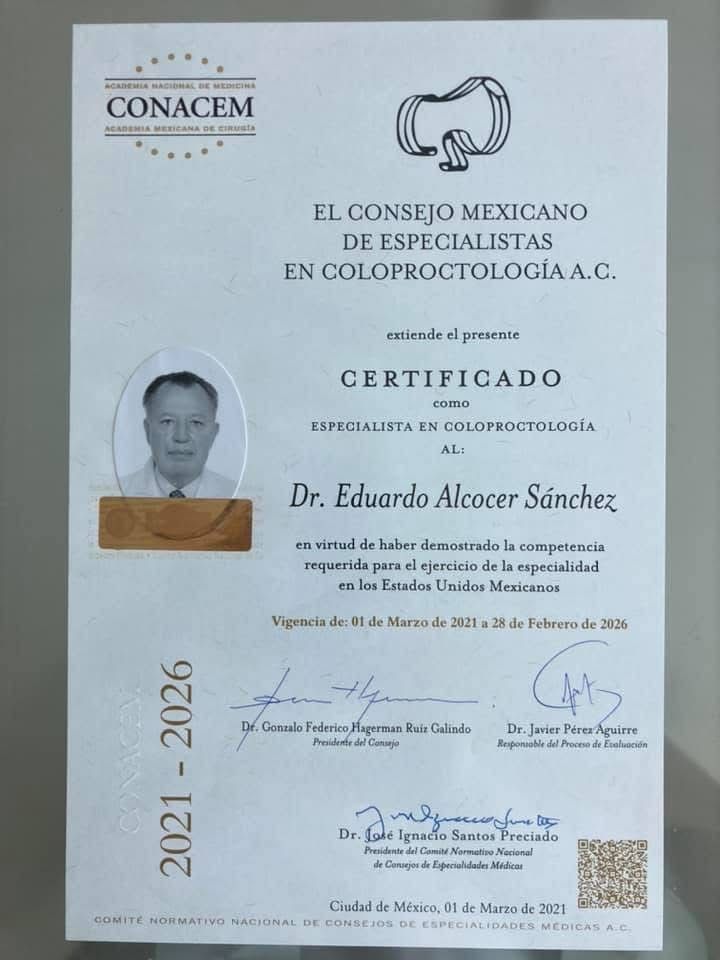 ACADEMIA NACIONAL DE MEDICINA
CONACEM
ACADEMIA MEXICANA DE CIRUGÍA
EL CONSEJO MEXICANO
DE ESPECIALISTAS
EN COLOPROCTOLOGÍA A.C.
extiende el presente
CERTIFICADO
como
ESPECIALISTA EN COLOPROCTOLOGÍA
AL:
Dr. Eduardo Alcocer Sánchez
en virtud de haber demostrado la competencia
requerida para el ejercicio de la especialidad
en los Estados Unidos Mexicanos
Vigencia de: 01 de Marzo de 2021 a 28 de Febrero de 2026
CONACEM
2021 - 2026
Dr. Gonzalo Federico Hagerman Ruíz Galindo
Presidente del Consejo
Dr. Javier Pérez Aguirre
Responsable del Proceso de Evaluación
Dr. José Ignacio Santos Preciado
Presidente del Comité Normativo Nacional
de Consejos de Especialidades Médicas
Ciudad de México, 01 de Marzo de 2021
COMITÉ NORMATIVO NACIONAL DE CONSEJOS DE ESPECIALIDADES MÉDICAS A.C.